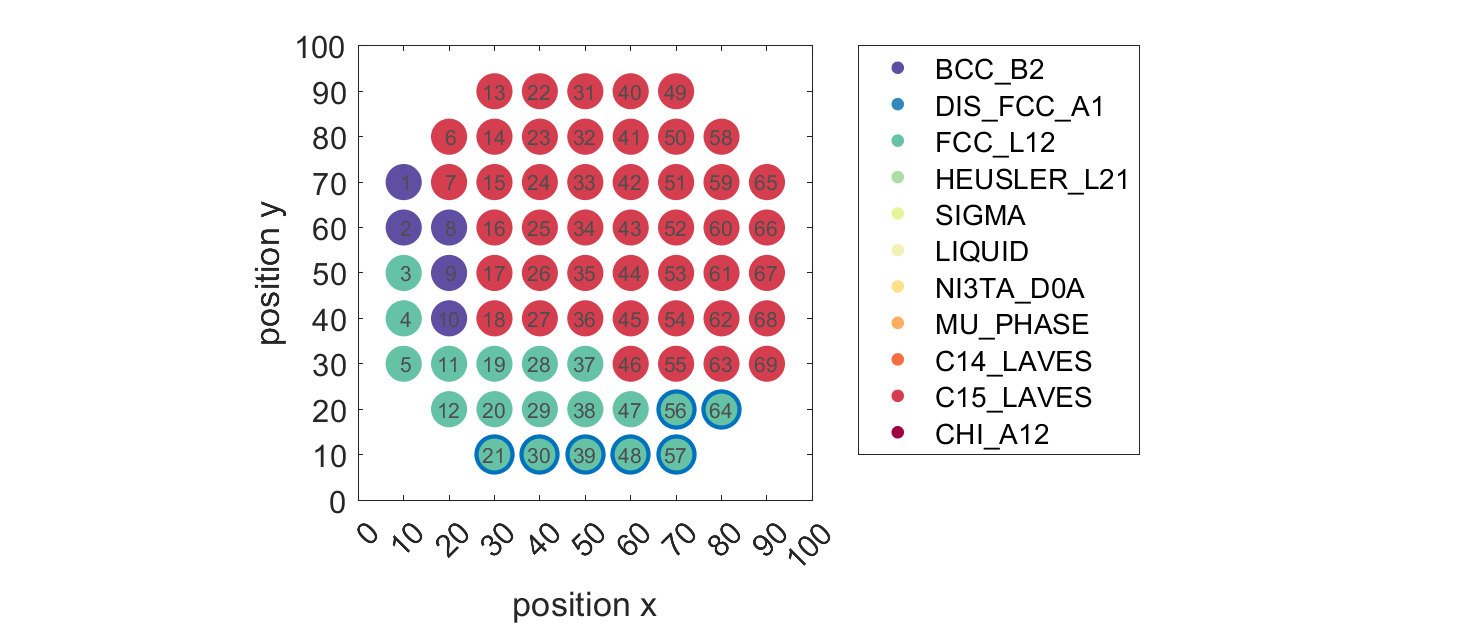 100
90
80
70
60
50
40
30
20
10
0
position y
13 22 31 40 49
6 14 23 32 41 50 58
1 7 15 24 33 42 51 59 65
2 8 16 25 34 43 52 60 66
3 9 17 26 35 44 53 61 67
4 10 18 27 36 45 54 62 68
5 11 19 28 37 46 55 63 69
12 20 29 38 47 56 64
21 30 39 48 57
0 10 20 30 40 50 60 70 80 90 100
position x
BCC_B2
DIS_FCC_A1
FCC_L12
HEUSLER_L21
SIGMA
LIQUID
NI3TA_D0A
MU_PHASE
C14_LAVES
C15_LAVES
CHI_A12